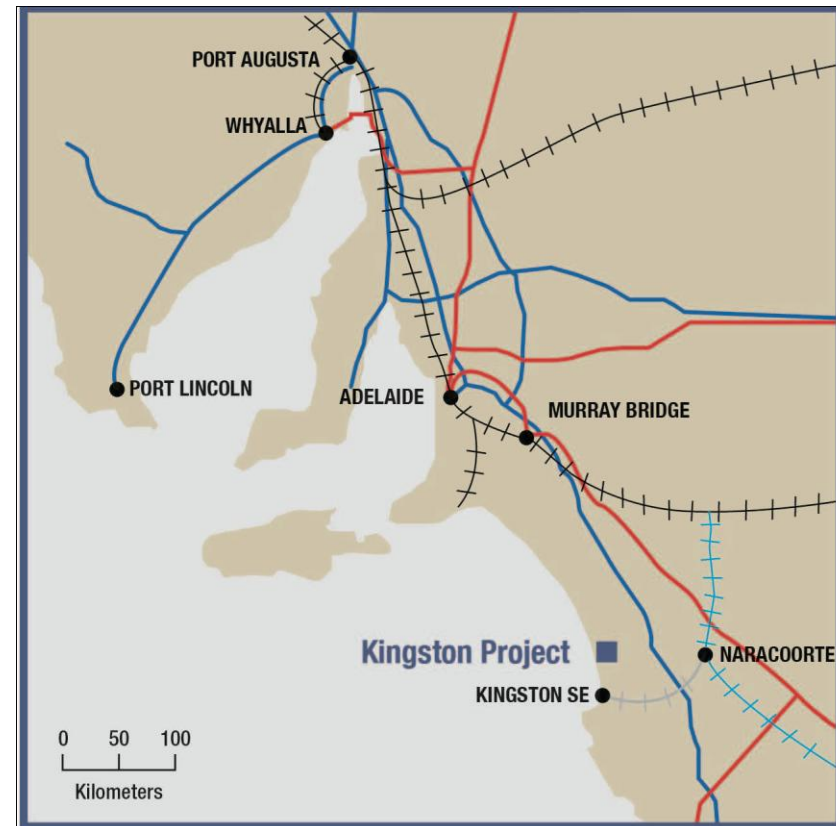 PORT AUGUSTA
WHYALLA
PORT LINCOLN
ADELAIDE
MURRAY BRIDGE
Kingston Project
NARACOORTE
KINGSTON SE
0 50 100
Kilometers